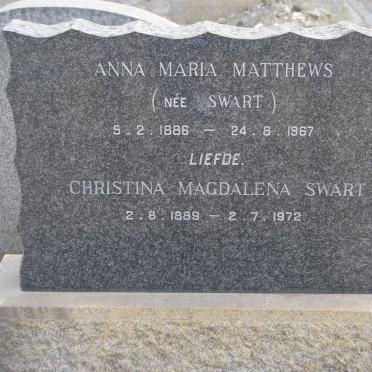 ANNA MARIA MATTHEWS
( NÉE SWART )
5.2.1886 — 24.8.1967
LIEFDE.
CHRISTINA MAGDALENA SWART
2.8.1889 — 2.7.1972